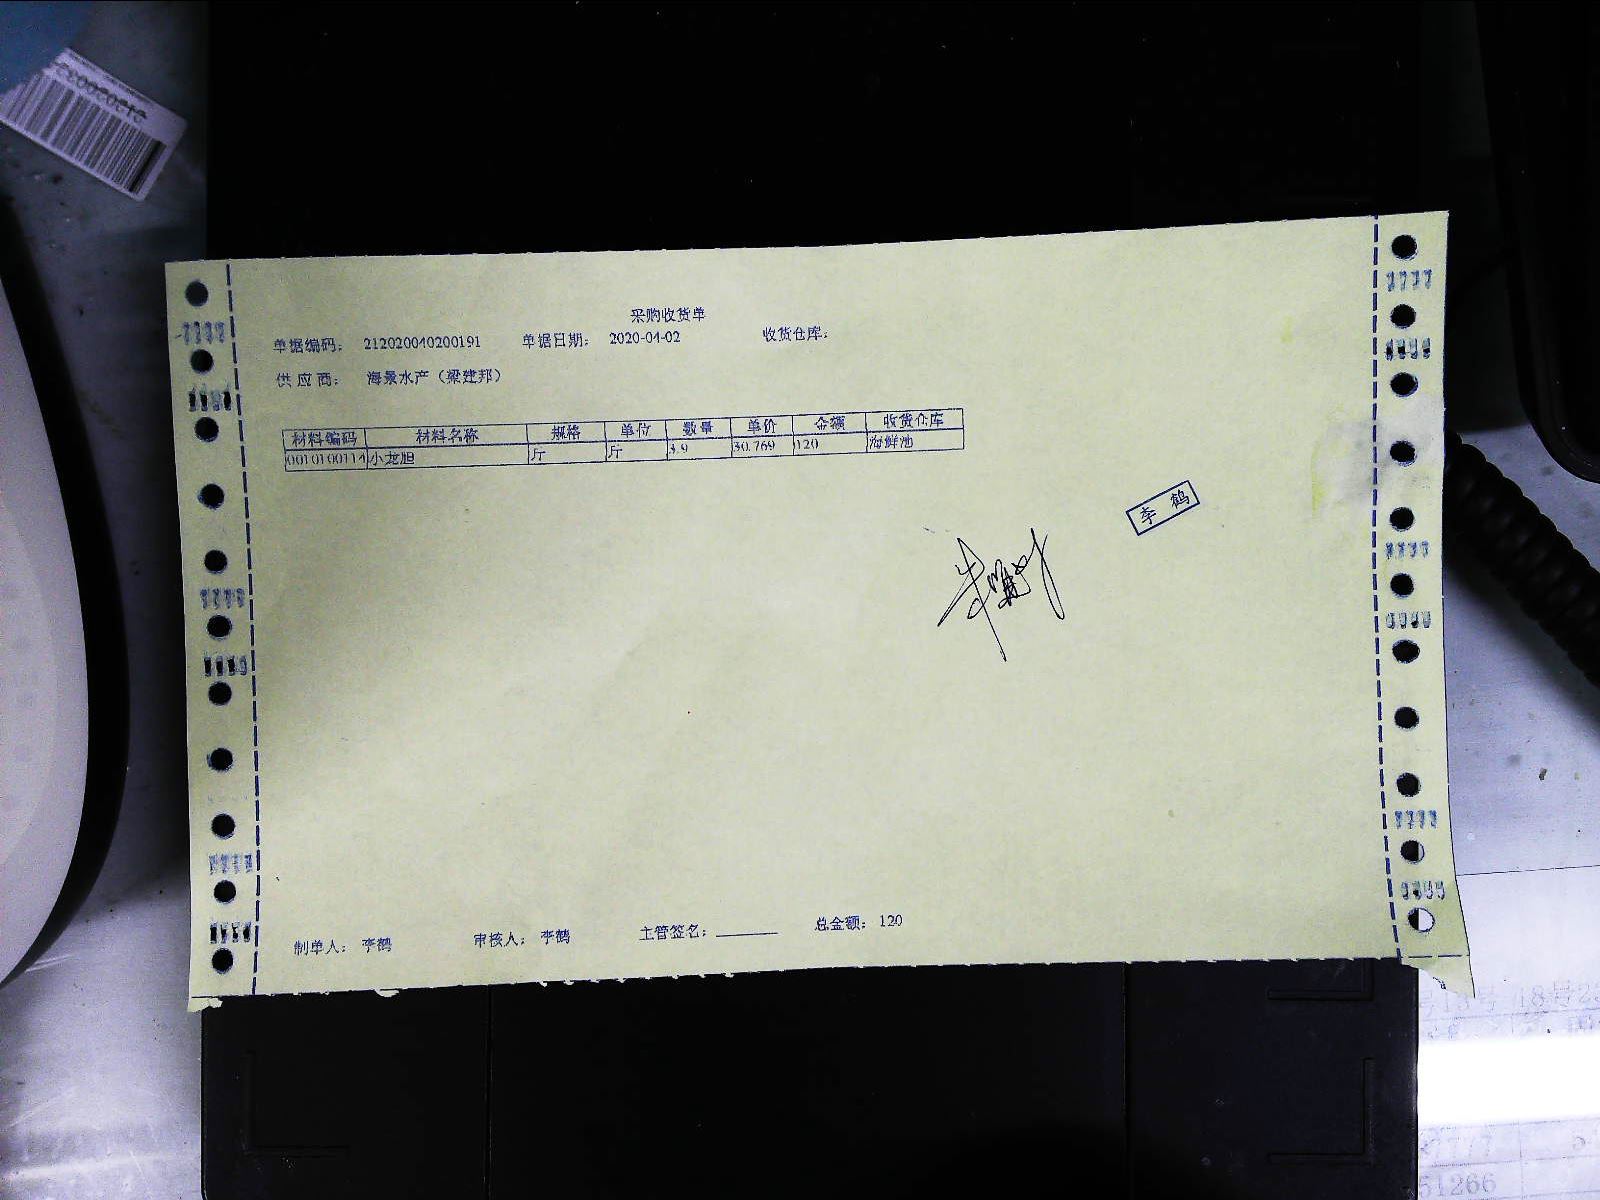 采购收货单
单据编码： 212020040200191 单据日期： 2020-04-02 收货仓库：
供应商： 海景水产（梁建邦）
材料编码 材料名称 规格 单位 数量 单价 金额 收货仓库
0010100114 小龙胆 斤 斤 3.9 30.769 120 海鲜池
李鹤
制单人： 李鹤 审核人： 李鹤 主管签名： 总金额： 120
51266